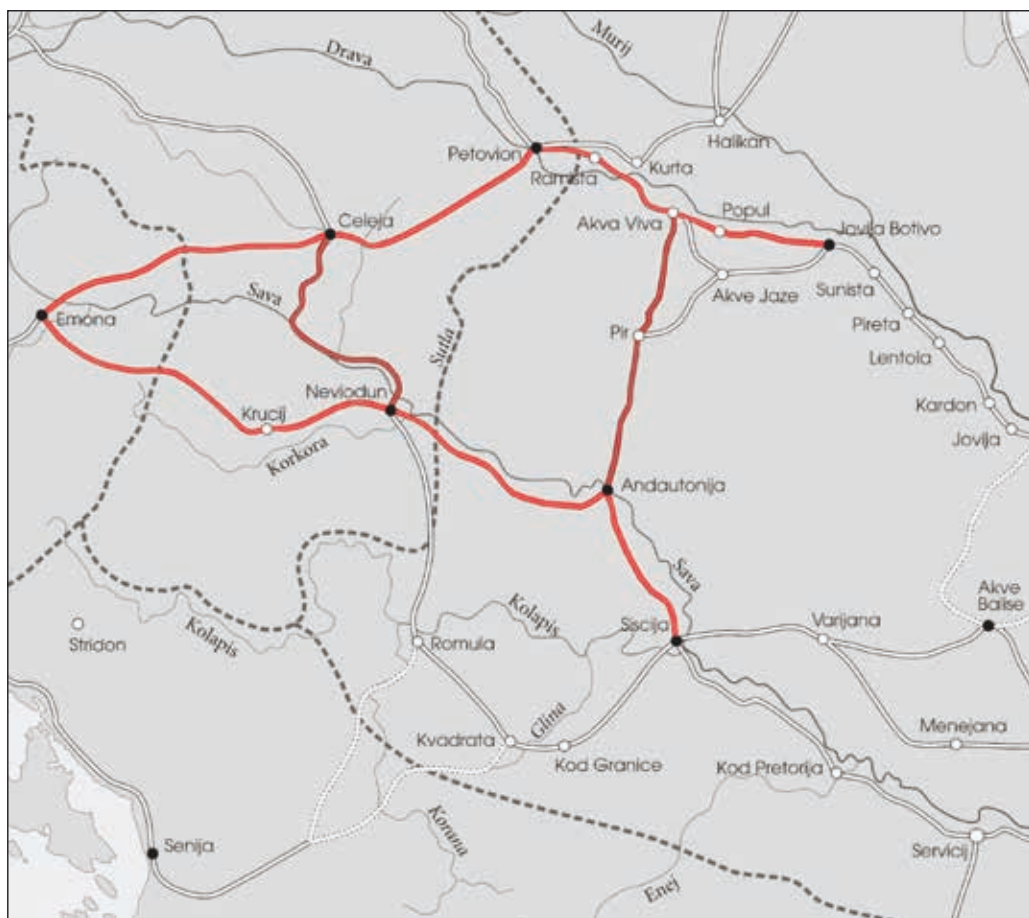 Murij
Drava
Halikan
Petovion
Ramista
Kurta
Akva Viva
Popul
Celeja
Jovija Botivo
Sava
Akve Jaze
Sunista
Emona
Sutla
Pir
Pireta
Lentola
Neviodun
Krucij
Kardon
Korkora
Jovija
Andautonija
Sava
Akve
Balise
Kolapis
Siscija
Varijana
Stridon
Kolapis
Romula
Glina
Kvadrata
Menejana
Kod Granice
Kod Pretorija
Korana
Senija
Servicij
Enej